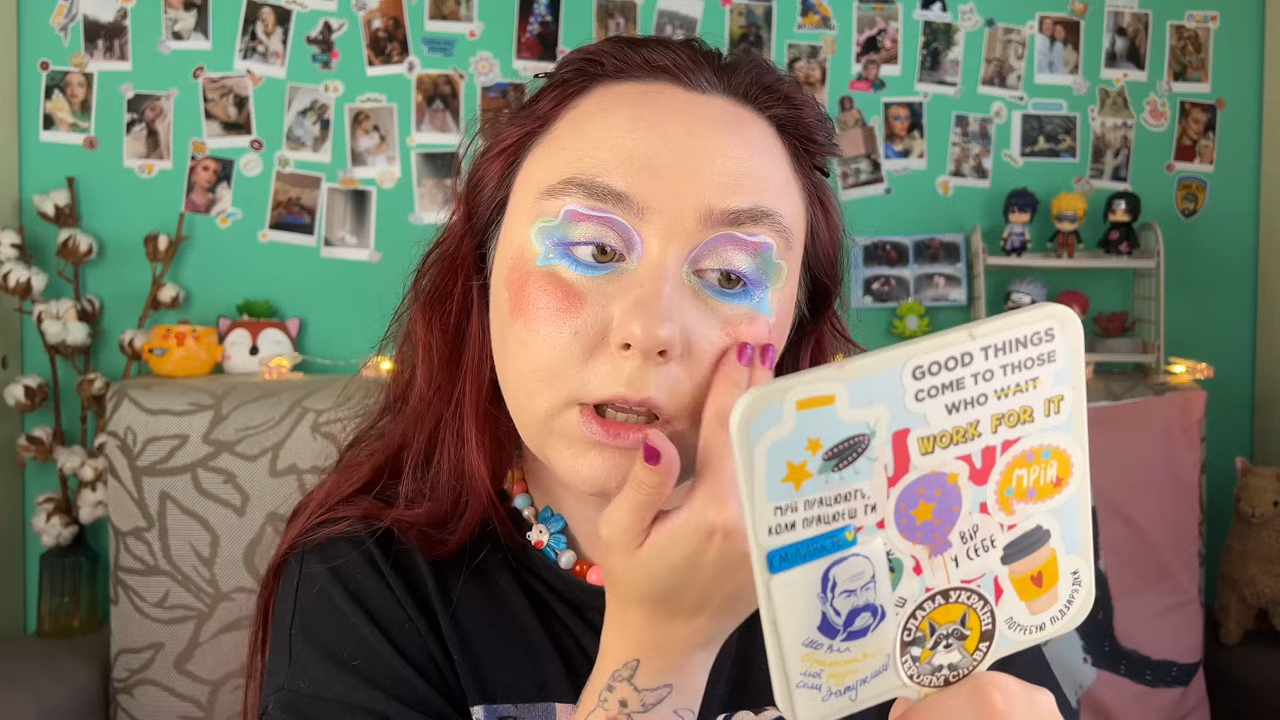 GOOD THINGS
COME TO THOSE
WHO WAIT
WORK FOR IT
МРІЇ ПРАЦЮЮТЬ,
КОЛИ ПРАЦЮЄШ ТИ
МРІЙ
ВІР
У СЕБЕ
ПОТРЕБУЮ ПІДЗАРЯДКИ
СЛАВА УКРАЇНІ
ГЕРОЯМ СЛАВА